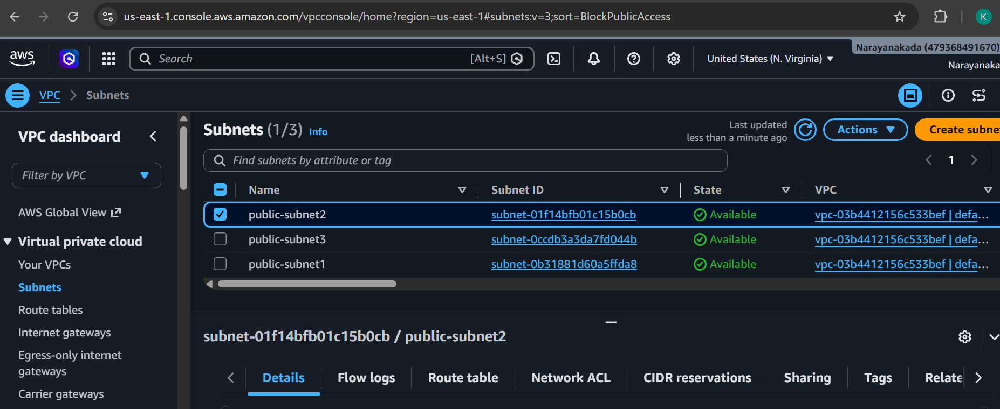 us-east-1.console.aws.amazon.com/vpcconsole/home?region=us-east-1#subnets:v=3;sort=BlockPublicAccess
K
aws
Search
[Alt+S]
United States (N. Virginia)
Narayanakada (479368491670)
Narayanaka
VPC
Subnets
VPC dashboard
Filter by VPC
AWS Global View
Virtual private cloud
Your VPCs
Subnets
Route tables
Internet gateways
Egress-only internet
gateways
Carrier gateways
Subnets (1/3) Info
Last updated
less than a minute ago
Actions
Create subne
Find subnets by attribute or tag
1
Name Subnet ID State VPC
public-subnet2 subnet-01f14bfb01c15b0cb Available vpc-03b4412156c533bef | defa...
public-subnet3 subnet-0ccdb3a3da7fd044b Available vpc-03b4412156c533bef | defa...
public-subnet1 subnet-0b31881d60a5ffda8 Available vpc-03b4412156c533bef | defa...
subnet-01f14bfb01c15b0cb / public-subnet2
Details Flow logs Route table Network ACL CIDR reservations Sharing Tags Relate